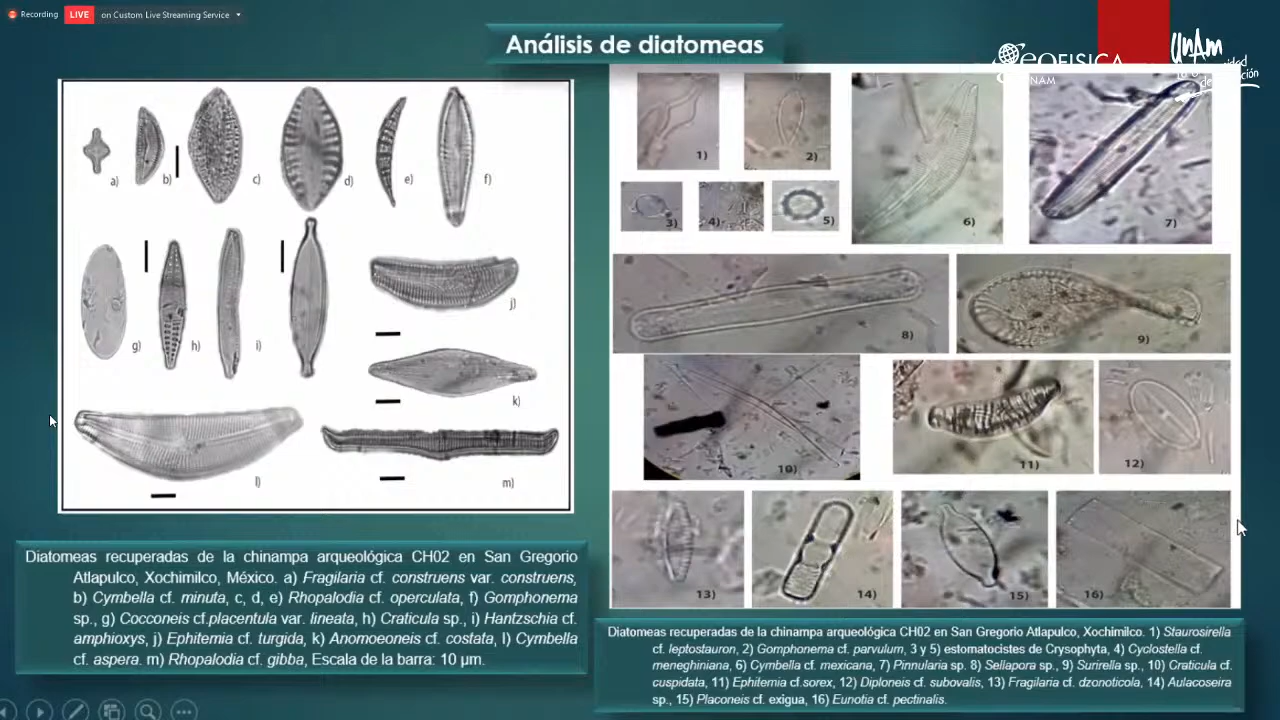 Recording LIVE on Custom Live Streaming Service
Análisis de diatomeas
GEOFISICA
UNAM
UNAM
a) b) c) d) e) f)
g) h) i) j)
k)
l) m)
1) 2)
3) 4) 5) 6) 7)
8) 9)
10) 11) 12)
13) 14) 15) 16)
Diatomeas recuperadas de la chinampa arqueológica CH02 en San Gregorio
Atlapulco, Xochimilco, México. a) Fragilaria cf. construens var. construens,
b) Cymbella cf. minuta, c, d, e) Rhopalodia cf. operculata, f) Gomphonema
sp., g) Cocconeis cf.placentula var. lineata, h) Craticula sp., i) Hantzschia cf.
amphioxys, j) Ephitemia cf. turgida, k) Anomoeoneis cf. costata, l) Cymbella
cf. aspera. m) Rhopalodia cf. gibba, Escala de la barra: 10 µm.
Diatomeas recuperadas de la chinampa arqueológica CH02 en San Gregorio Atlapulco, Xochimilco. 1) Staurosirella
cf. leptostauron, 2) Gomphonema cf. parvulum, 3 y 5) estomatocistes de Crysophyta, 4) Cyclostella cf.
meneghiniana, 6) Cymbella cf. mexicana, 7) Pinnularia sp. 8) Sellapora sp., 9) Surirella sp., 10) Craticula cf.
cuspidata, 11) Ephitemia cf.sorex, 12) Diploneis cf. subovalis, 13) Fragilaria cf. dzonoticola, 14) Aulacoseira
sp., 15) Placoneis cf. exigua, 16) Eunotia cf. pectinalis.